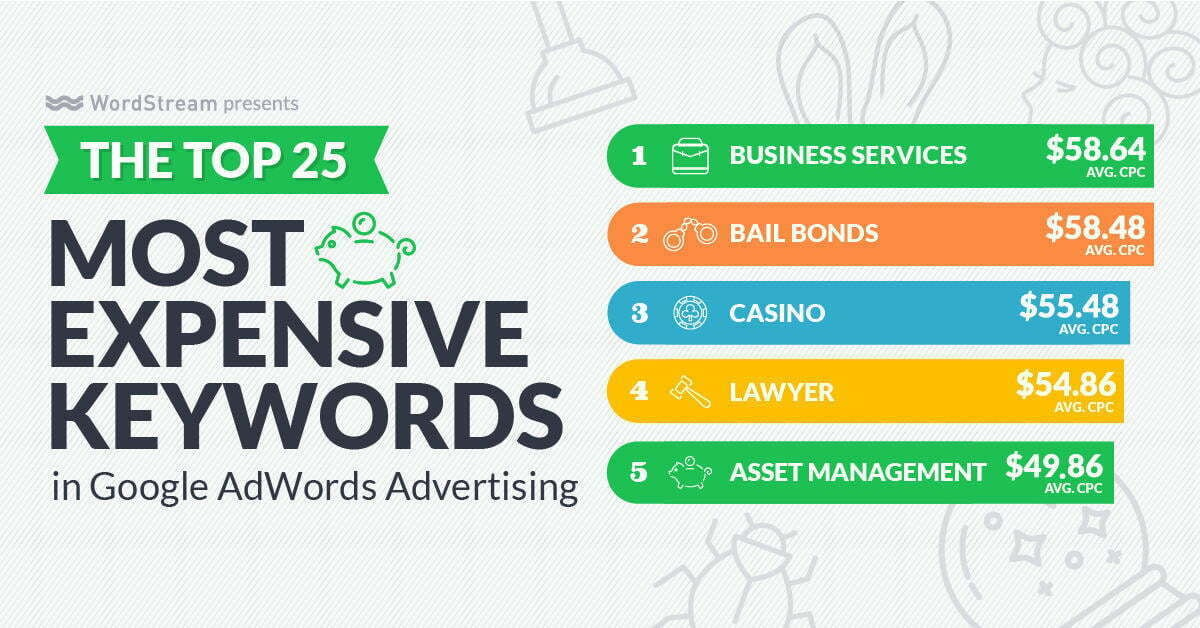 WordStream presents
THE TOP 25
MOST
EXPENSIVE
KEYWORDS
in Google AdWords Advertising
1 BUSINESS SERVICES $58.64
AVG. CPC
2 BAIL BONDS $58.48
AVG. CPC
3 CASINO $55.48
AVG. CPC
4 LAWYER $54.86
AVG. CPC
5 ASSET MANAGEMENT $49.86
AVG. CPC